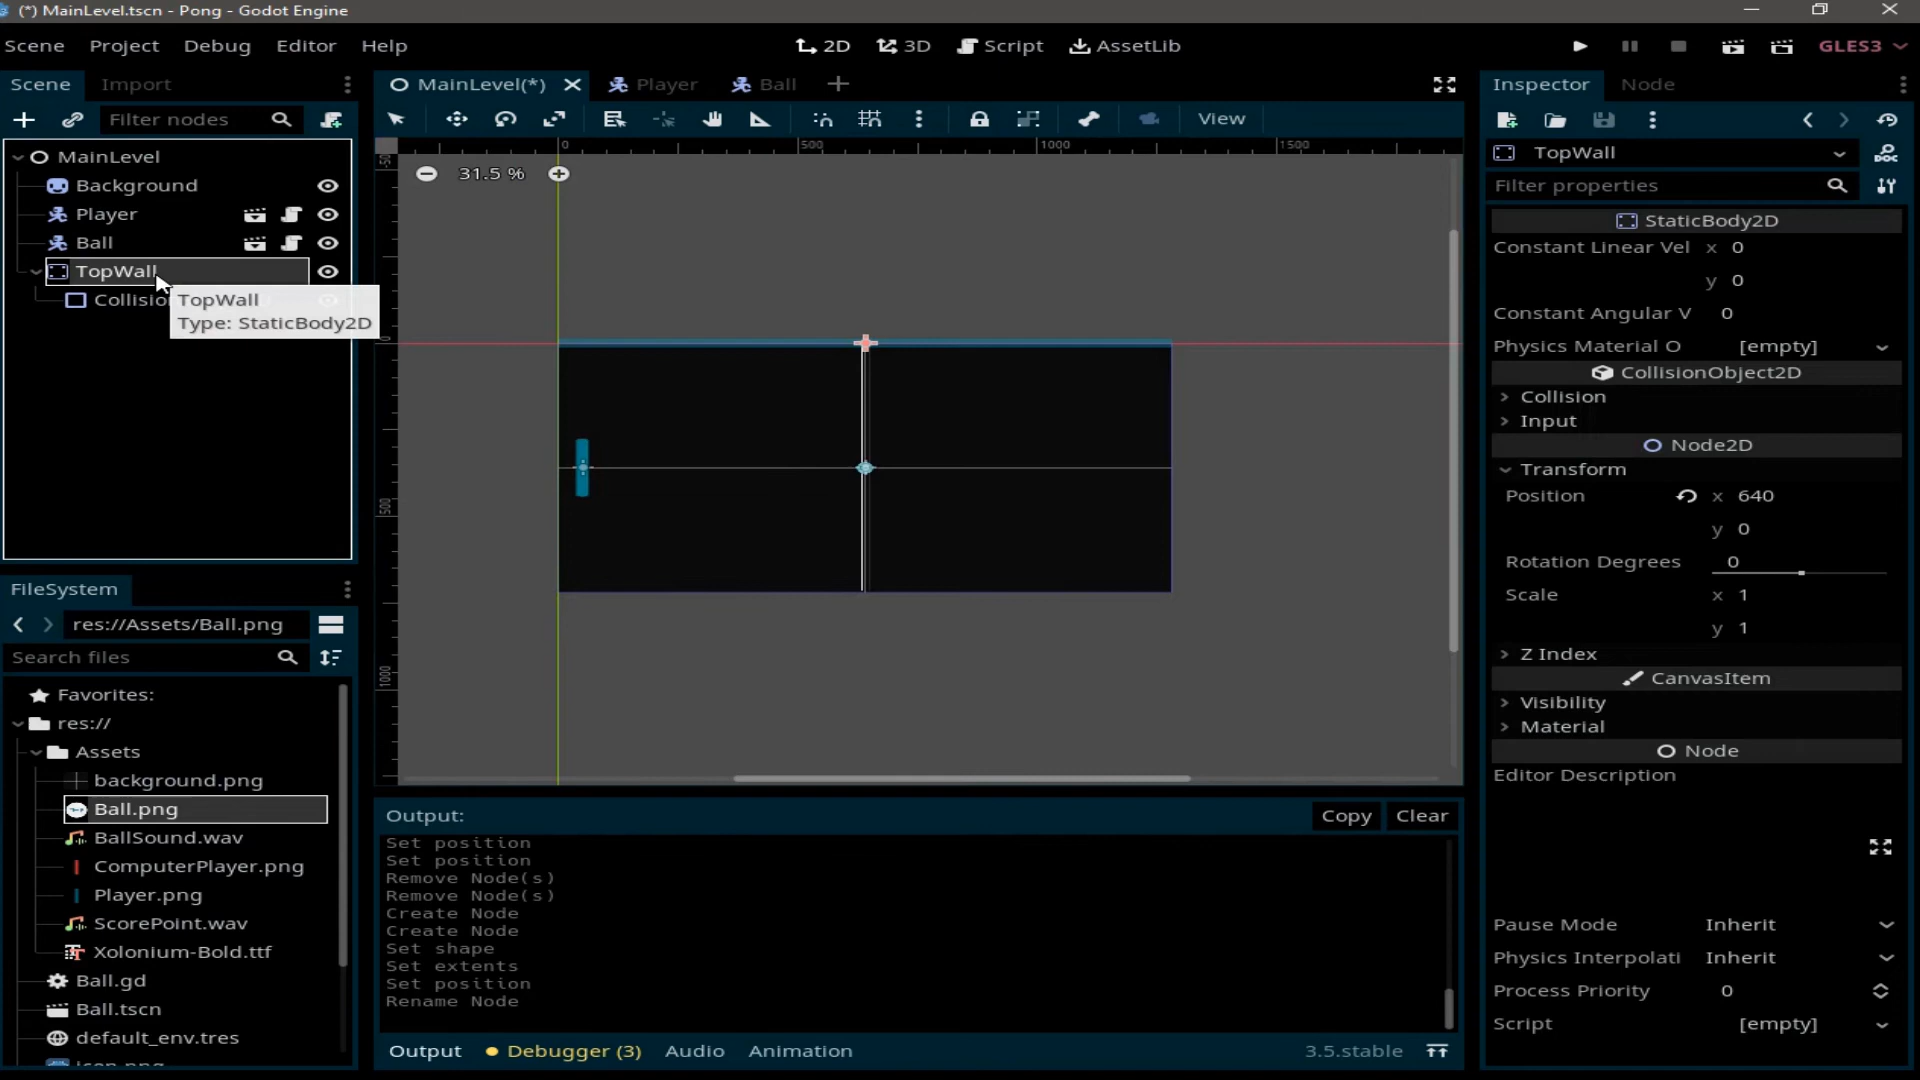 (*) MainLevel.tscn - Pong - Godot Engine
Scene Project Debug Editor Help
2D 3D Script AssetLib
GLES3
Scene Import
MainLevel(*) Player Ball
Inspector Node
Filter nodes
View
MainLevel
Background
Player
Ball
TopWall
TopWall
Type: StaticBody2D
0 500 1000 1500
31.5 %
0
500
1000
TopWall
Filter properties
StaticBody2D
Constant Linear Vel x 0
y 0
Constant Angular V 0
Physics Material O [empty]
CollisionObject2D
Collision
Input
Node2D
Transform
Position x 640
y 0
Rotation Degrees 0
Scale x 1
y 1
Z Index
CanvasItem
Visibility
Material
Node
Editor Description
Pause Mode Inherit
Physics Interpolati Inherit
Process Priority 0
Script [empty]
FileSystem
res://Assets/Ball.png
Search files
Favorites:
res://
Assets
background.png
Ball.png
BallSound.wav
ComputerPlayer.png
Player.png
ScorePoint.wav
Xolonium-Bold.ttf
Ball.gd
Ball.tscn
default_env.tres
Output: Copy Clear
Set position
Set position
Remove Node(s)
Remove Node(s)
Create Node
Create Node
Set shape
Set extents
Set position
Rename Node
Output Debugger (3) Audio Animation 3.5.stable